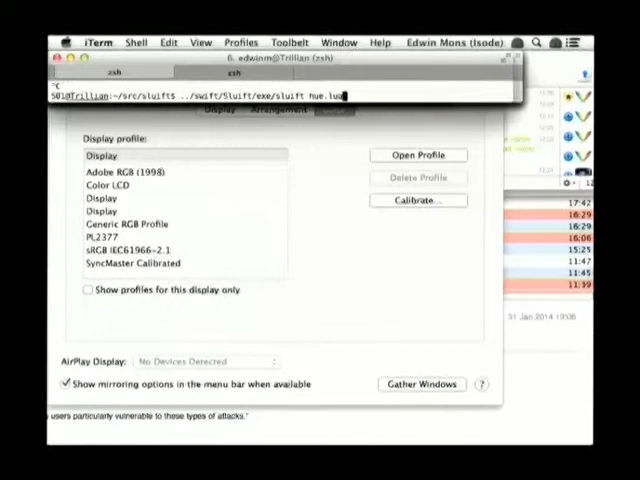 iTerm Shell Edit View Profiles Toolbelt Window Help Edwin Mons (Isode)
6. edwinm@Trillian (zsh)
zsh zsh
^C
501@Trillian:~/src/sluift$ ../swift/Sluift/exe/sluift hue.lua
Display Arrangement
Display profile:
Display
Adobe RGB (1998)
Color LCD
Display
Display
Generic RGB Profile
PL2377
sRGB IEC61966-2.1
SyncMaster Calibrated
Open Profile
Delete Profile
Calibrate...
Show profiles for this display only
AirPlay Display: No Devices Detected
Show mirroring options in the menu bar when available
Gather Windows ?
17:42
16:29
16:29
16:06
15:25
11:47
11:45
11:39
31 Jan 2014 19:06
users particularly vulnerable to these types of attacks."